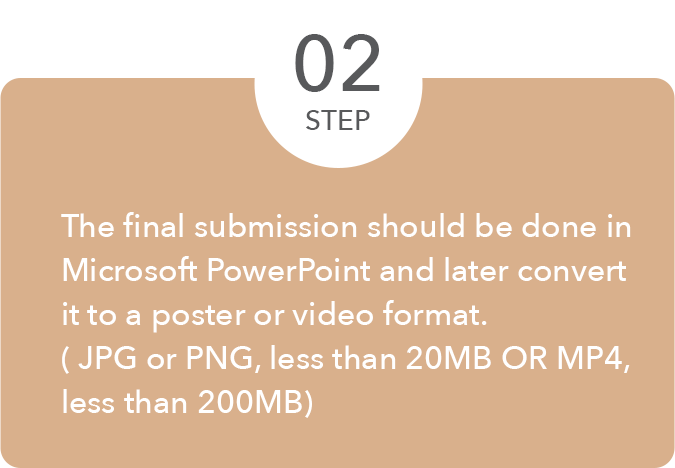 02
STEP
The final submission should be done in
Microsoft PowerPoint and later convert
it to a poster or video format.
( JPG or PNG, less than 20MB OR MP4,
less than 200MB)